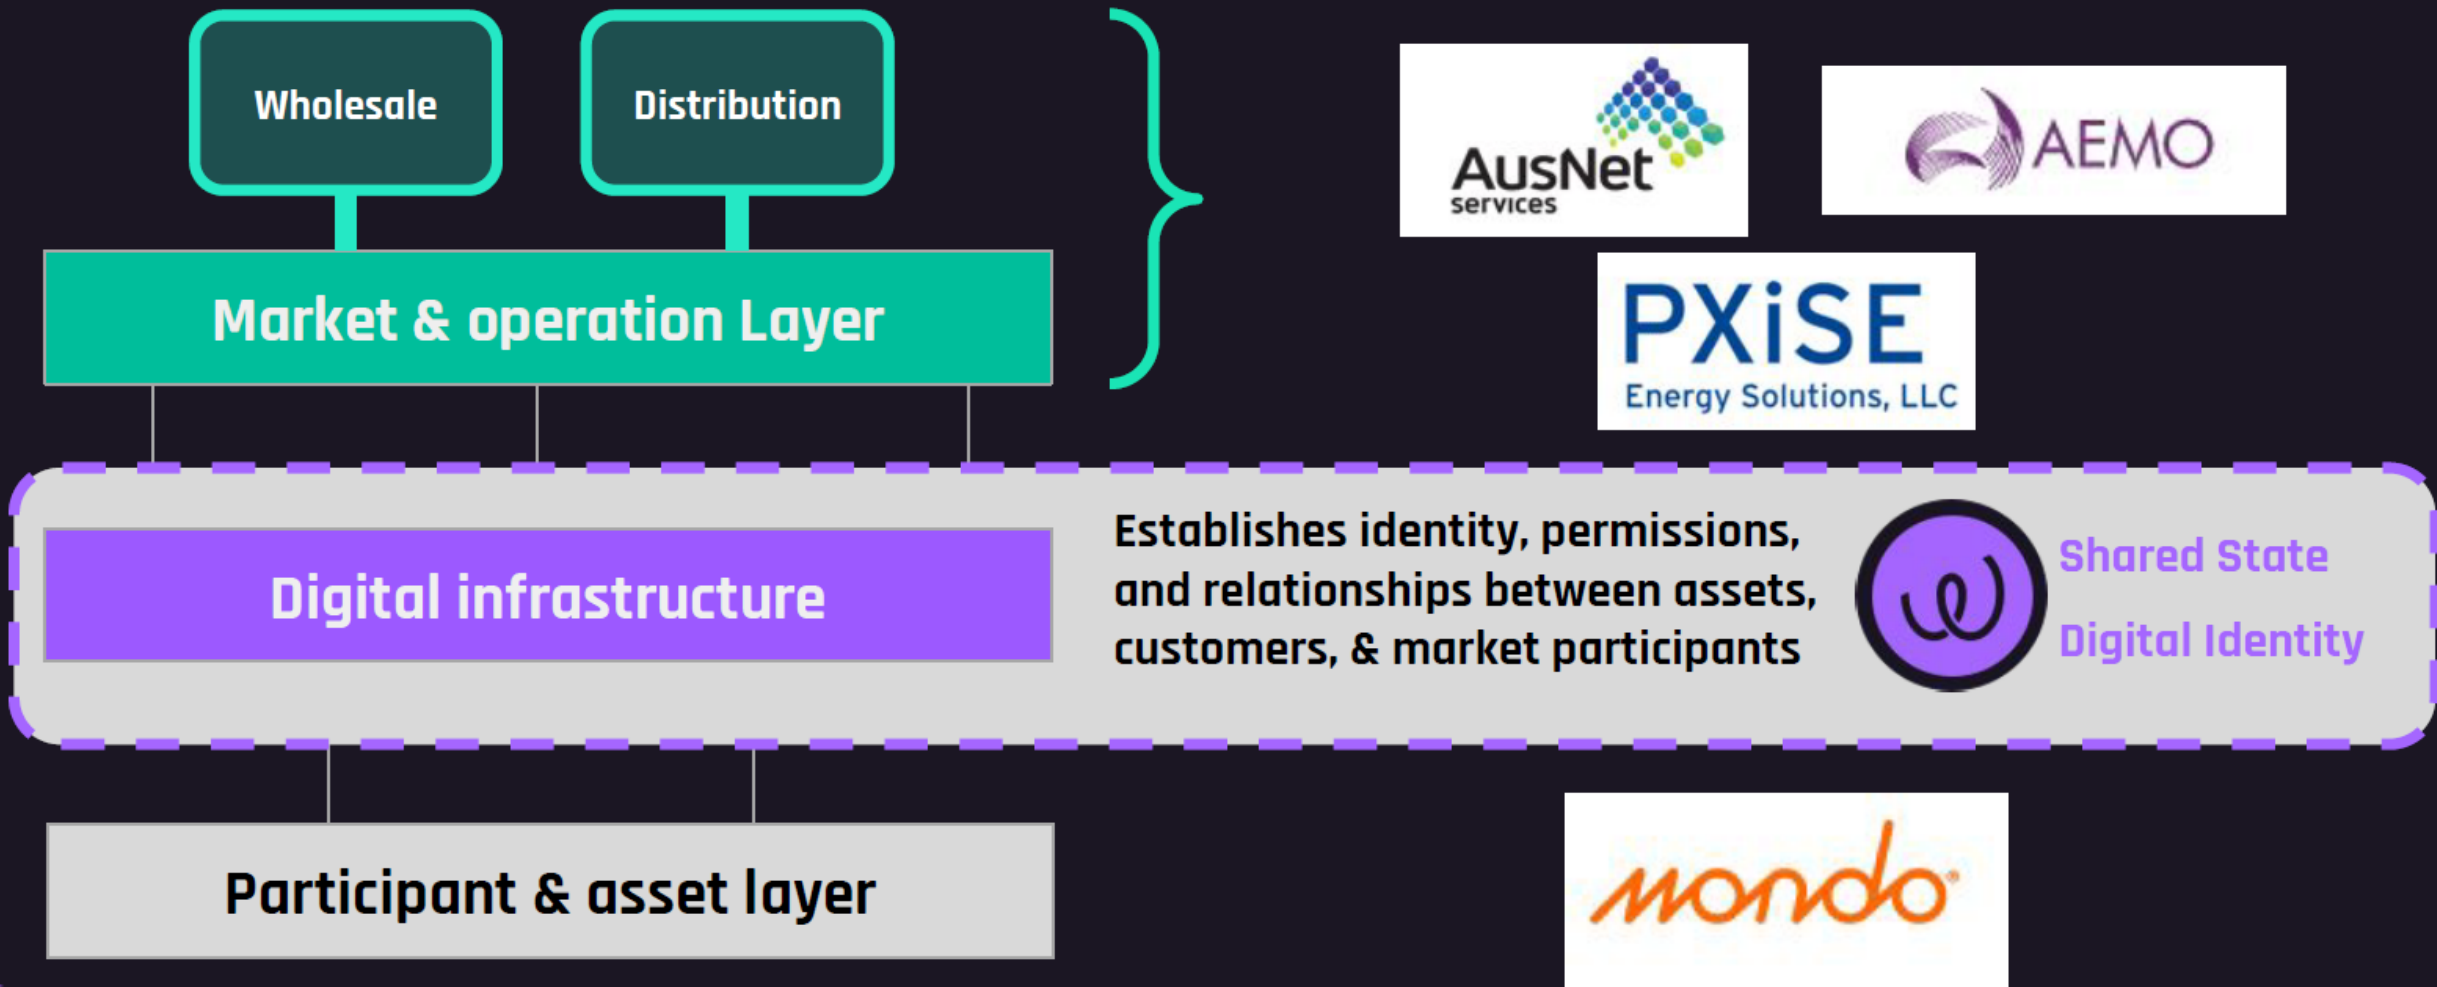 Wholesale
Distribution
AusNet
services
AEMO
Market & operation Layer
PXiSE
Energy Solutions, LLC
Digital infrastructure
Establishes identity, permissions,
and relationships between assets,
customers, & market participants
Shared State
Digital Identity
Participant & asset layer
mondo®